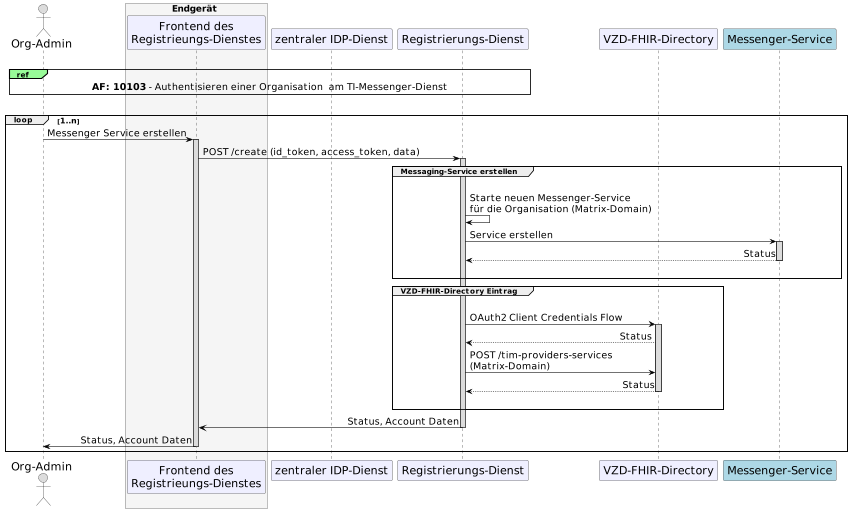 Endgerät
Org-Admin
Frontend des
Registrieungs-Dienstes
zentraler IDP-Dienst
Registrierungs-Dienst
VZD-FHIR-Directory
Messenger-Service
ref
AF: 10103 - Authentisieren einer Organisation am TI-Messenger-Dienst
loop [1..n]
Messenger Service erstellen
POST /create (id_token, access_token, data)
Messaging-Service erstellen
Starte neuen Messenger-Service
für die Organisation (Matrix-Domain)
Service erstellen
Status
VZD-FHIR-Directory Eintrag
OAuth2 Client Credentials Flow
Status
POST /tim-providers-services
(Matrix-Domain)
Status
Status, Account Daten
Status, Account Daten
Org-Admin
Frontend des
Registrieungs-Dienstes
zentraler IDP-Dienst
Registrierungs-Dienst
VZD-FHIR-Directory
Messenger-Service